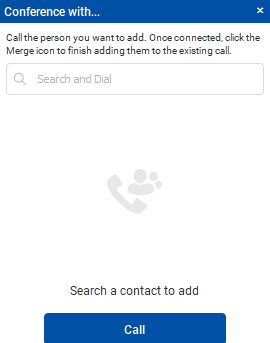 Conference with...
Call the person you want to add. Once connected, click the
Merge icon to finish adding them to the existing call.
Search and Dial
Search a contact to add
Call